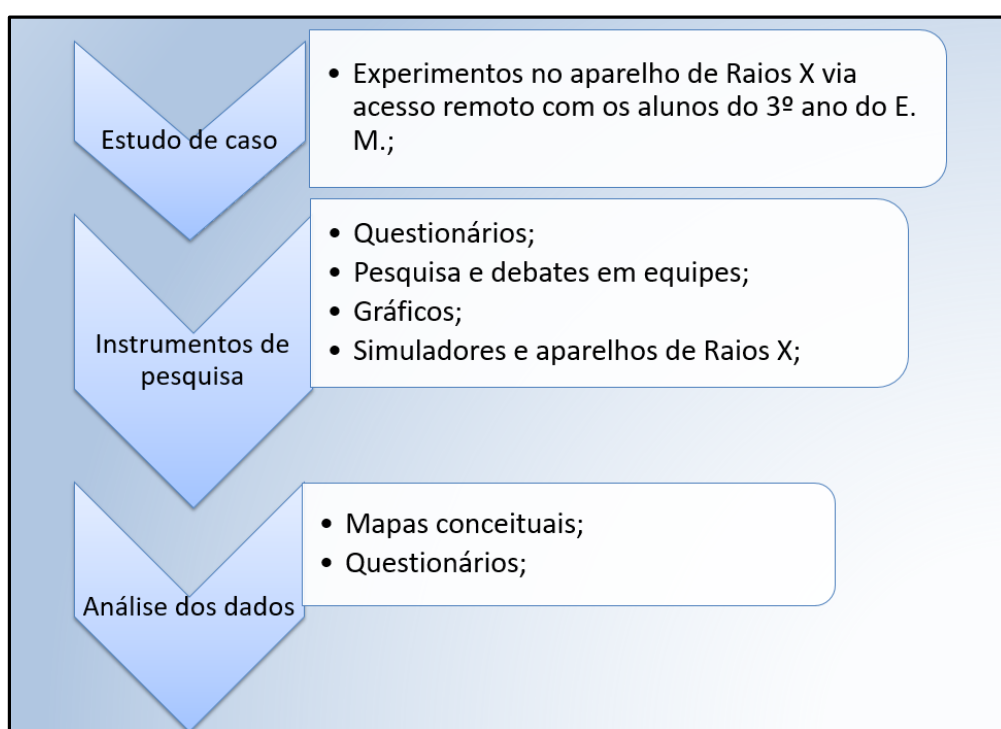 Estudo de caso
• Experimentos no aparelho de Raios X via
acesso remoto com os alunos do 3º ano do E.
M.;
Instrumentos de
pesquisa
• Questionários;
• Pesquisa e debates em equipes;
• Gráficos;
• Simuladores e aparelhos de Raios X;
Análise dos dados
• Mapas conceituais;
• Questionários;